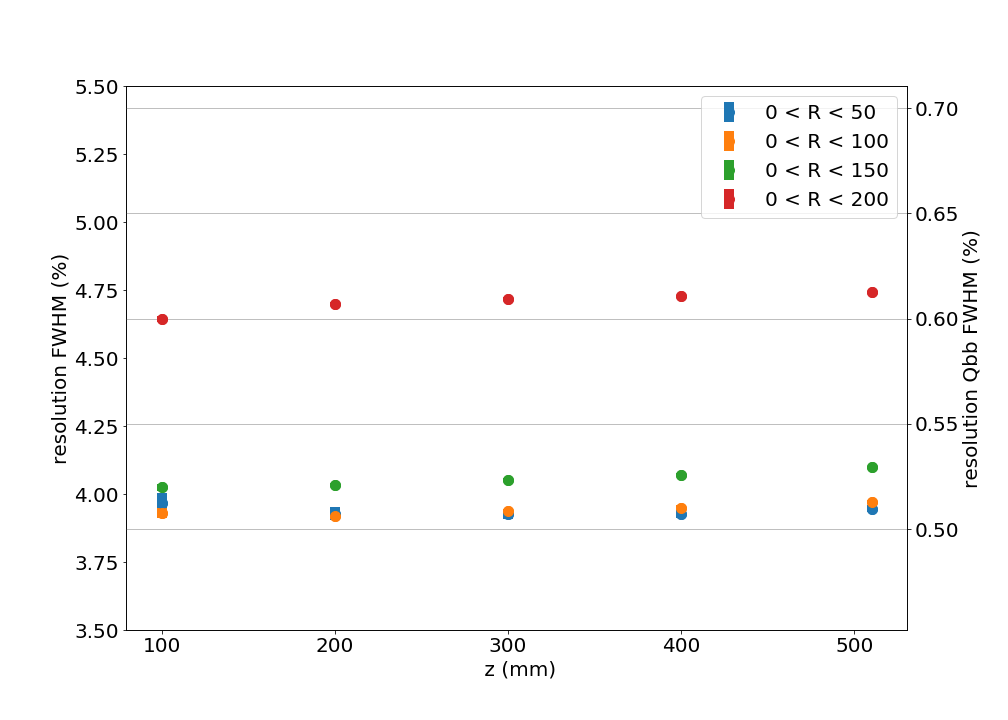 5.50
5.25
5.00
4.75
4.50
4.25
4.00
3.75
3.50
resolution FWHM (%)
0 < R < 50
0 < R < 100
0 < R < 150
0 < R < 200
0.70
0.65
0.60
0.55
0.50
resolution Qbb FWHM (%)
100 200 300 400 500
z (mm)